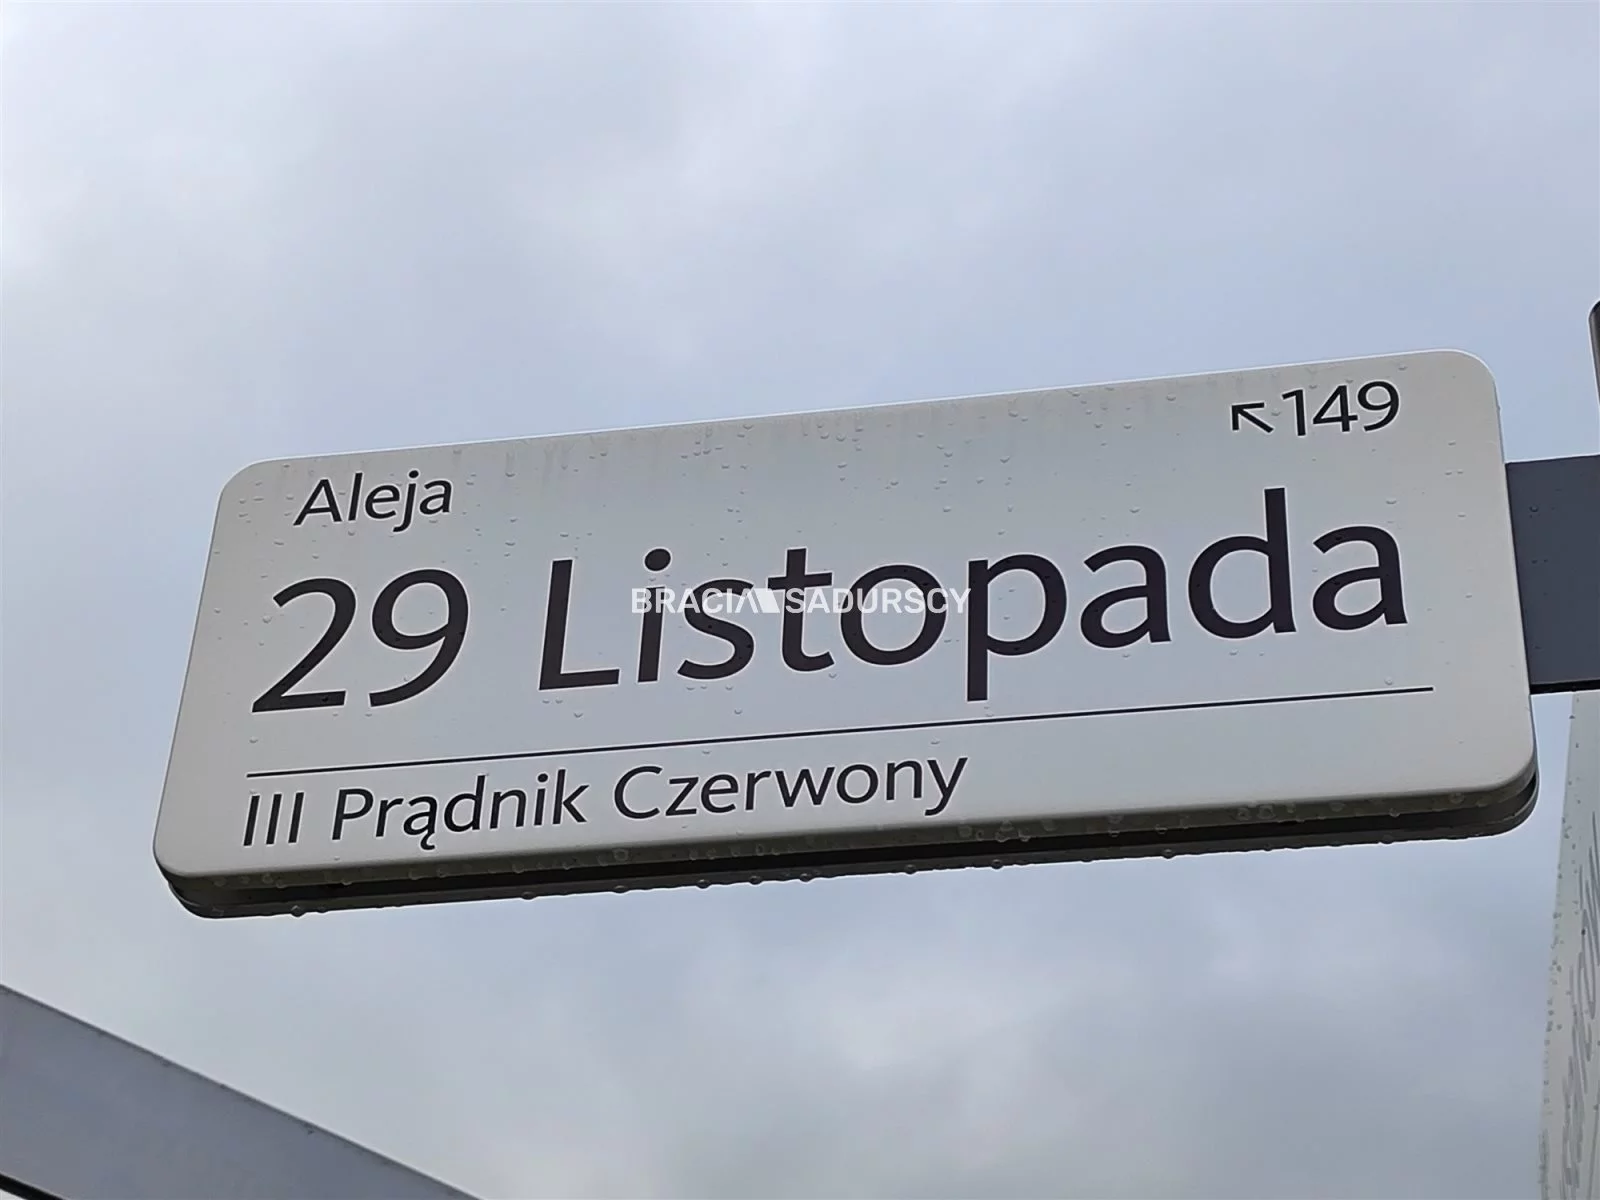 ↖149
Aleja
29 Listopada
BRACIA SADURSCY
III Prądnik Czerwony